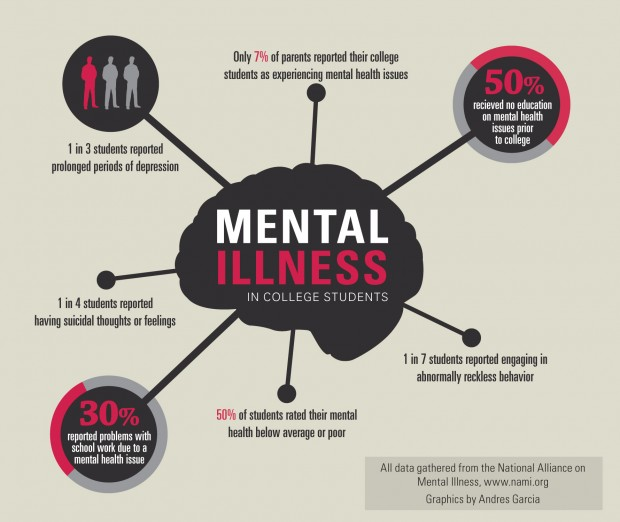 Only 7% of parents reported their college
students as experiencing mental health issues
50%
recieved no education
on mental health
issues prior
to college
1 in 3 students reported
prolonged periods of depression
MENTAL
ILLNESS
IN COLLEGE STUDENTS
1 in 4 students reported
having suicidal thoughts or feelings
1 in 7 students reported engaging in
abnormally reckless behavior
30%
reported problems with
school work due to a
mental health issue
50% of students rated their mental
health below average or poor
All data gathered from the National Alliance on
Mental Illness, www.nami.org
Graphics by Andres Garcia